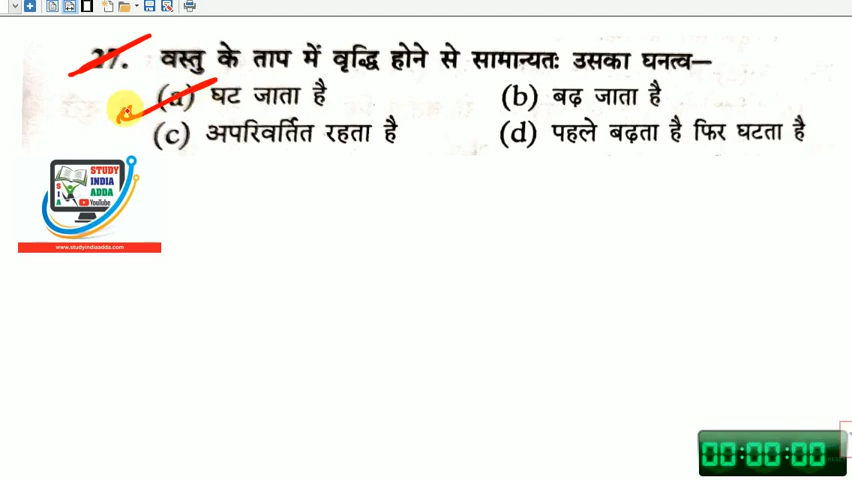 27. वस्तु के ताप में वृद्धि होने से सामान्यतः उसका घनत्व–
(a) घट जाता है (b) बढ़ जाता है
(c) अपरिवर्तित रहता है (d) पहले बढ़ता है फिर घटता है
STUDY
INDIA
ADDA
YouTube
S
I
A
www.studyindiaadda.com
00:00:00